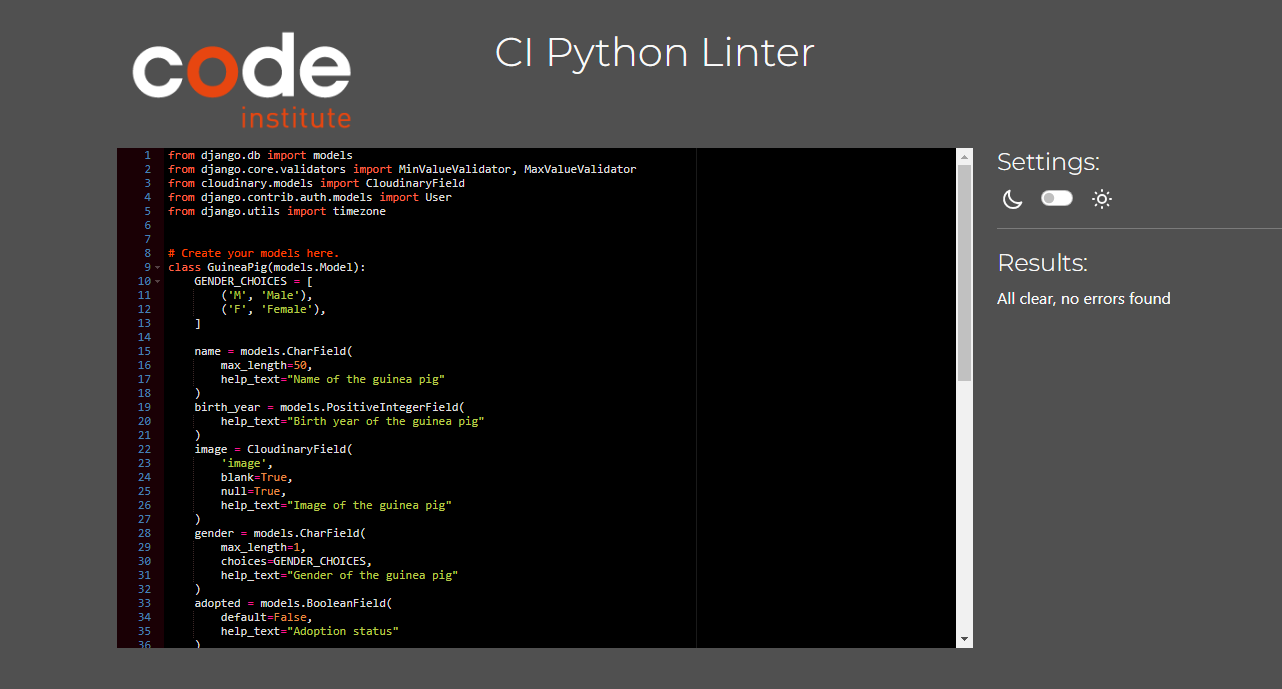 code
institute
CI Python Linter
1 from django.db import models
2 from django.core.validators import MinValueValidator, MaxValueValidator
3 from cloudinary.models import CloudinaryField
4 from django.contrib.auth.models import User
5 from django.utils import timezone
6
7
8 # Create your models here.
9 class GuineaPig(models.Model):
10     GENDER_CHOICES = [
11         ('M', 'Male'),
12         ('F', 'Female'),
13     ]
14
15     name = models.CharField(
16         max_length=50,
17         help_text="Name of the guinea pig"
18     )
19     birth_year = models.PositiveIntegerField(
20         help_text="Birth year of the guinea pig"
21     )
22     image = CloudinaryField(
23         'image',
24         blank=True,
25         null=True,
26         help_text="Image of the guinea pig"
27     )
28     gender = models.CharField(
29         max_length=1,
30         choices=GENDER_CHOICES,
31         help_text="Gender of the guinea pig"
32     )
33     adopted = models.BooleanField(
34         default=False,
35         help_text="Adoption status"
36     )
Settings:
Results:
All clear, no errors found